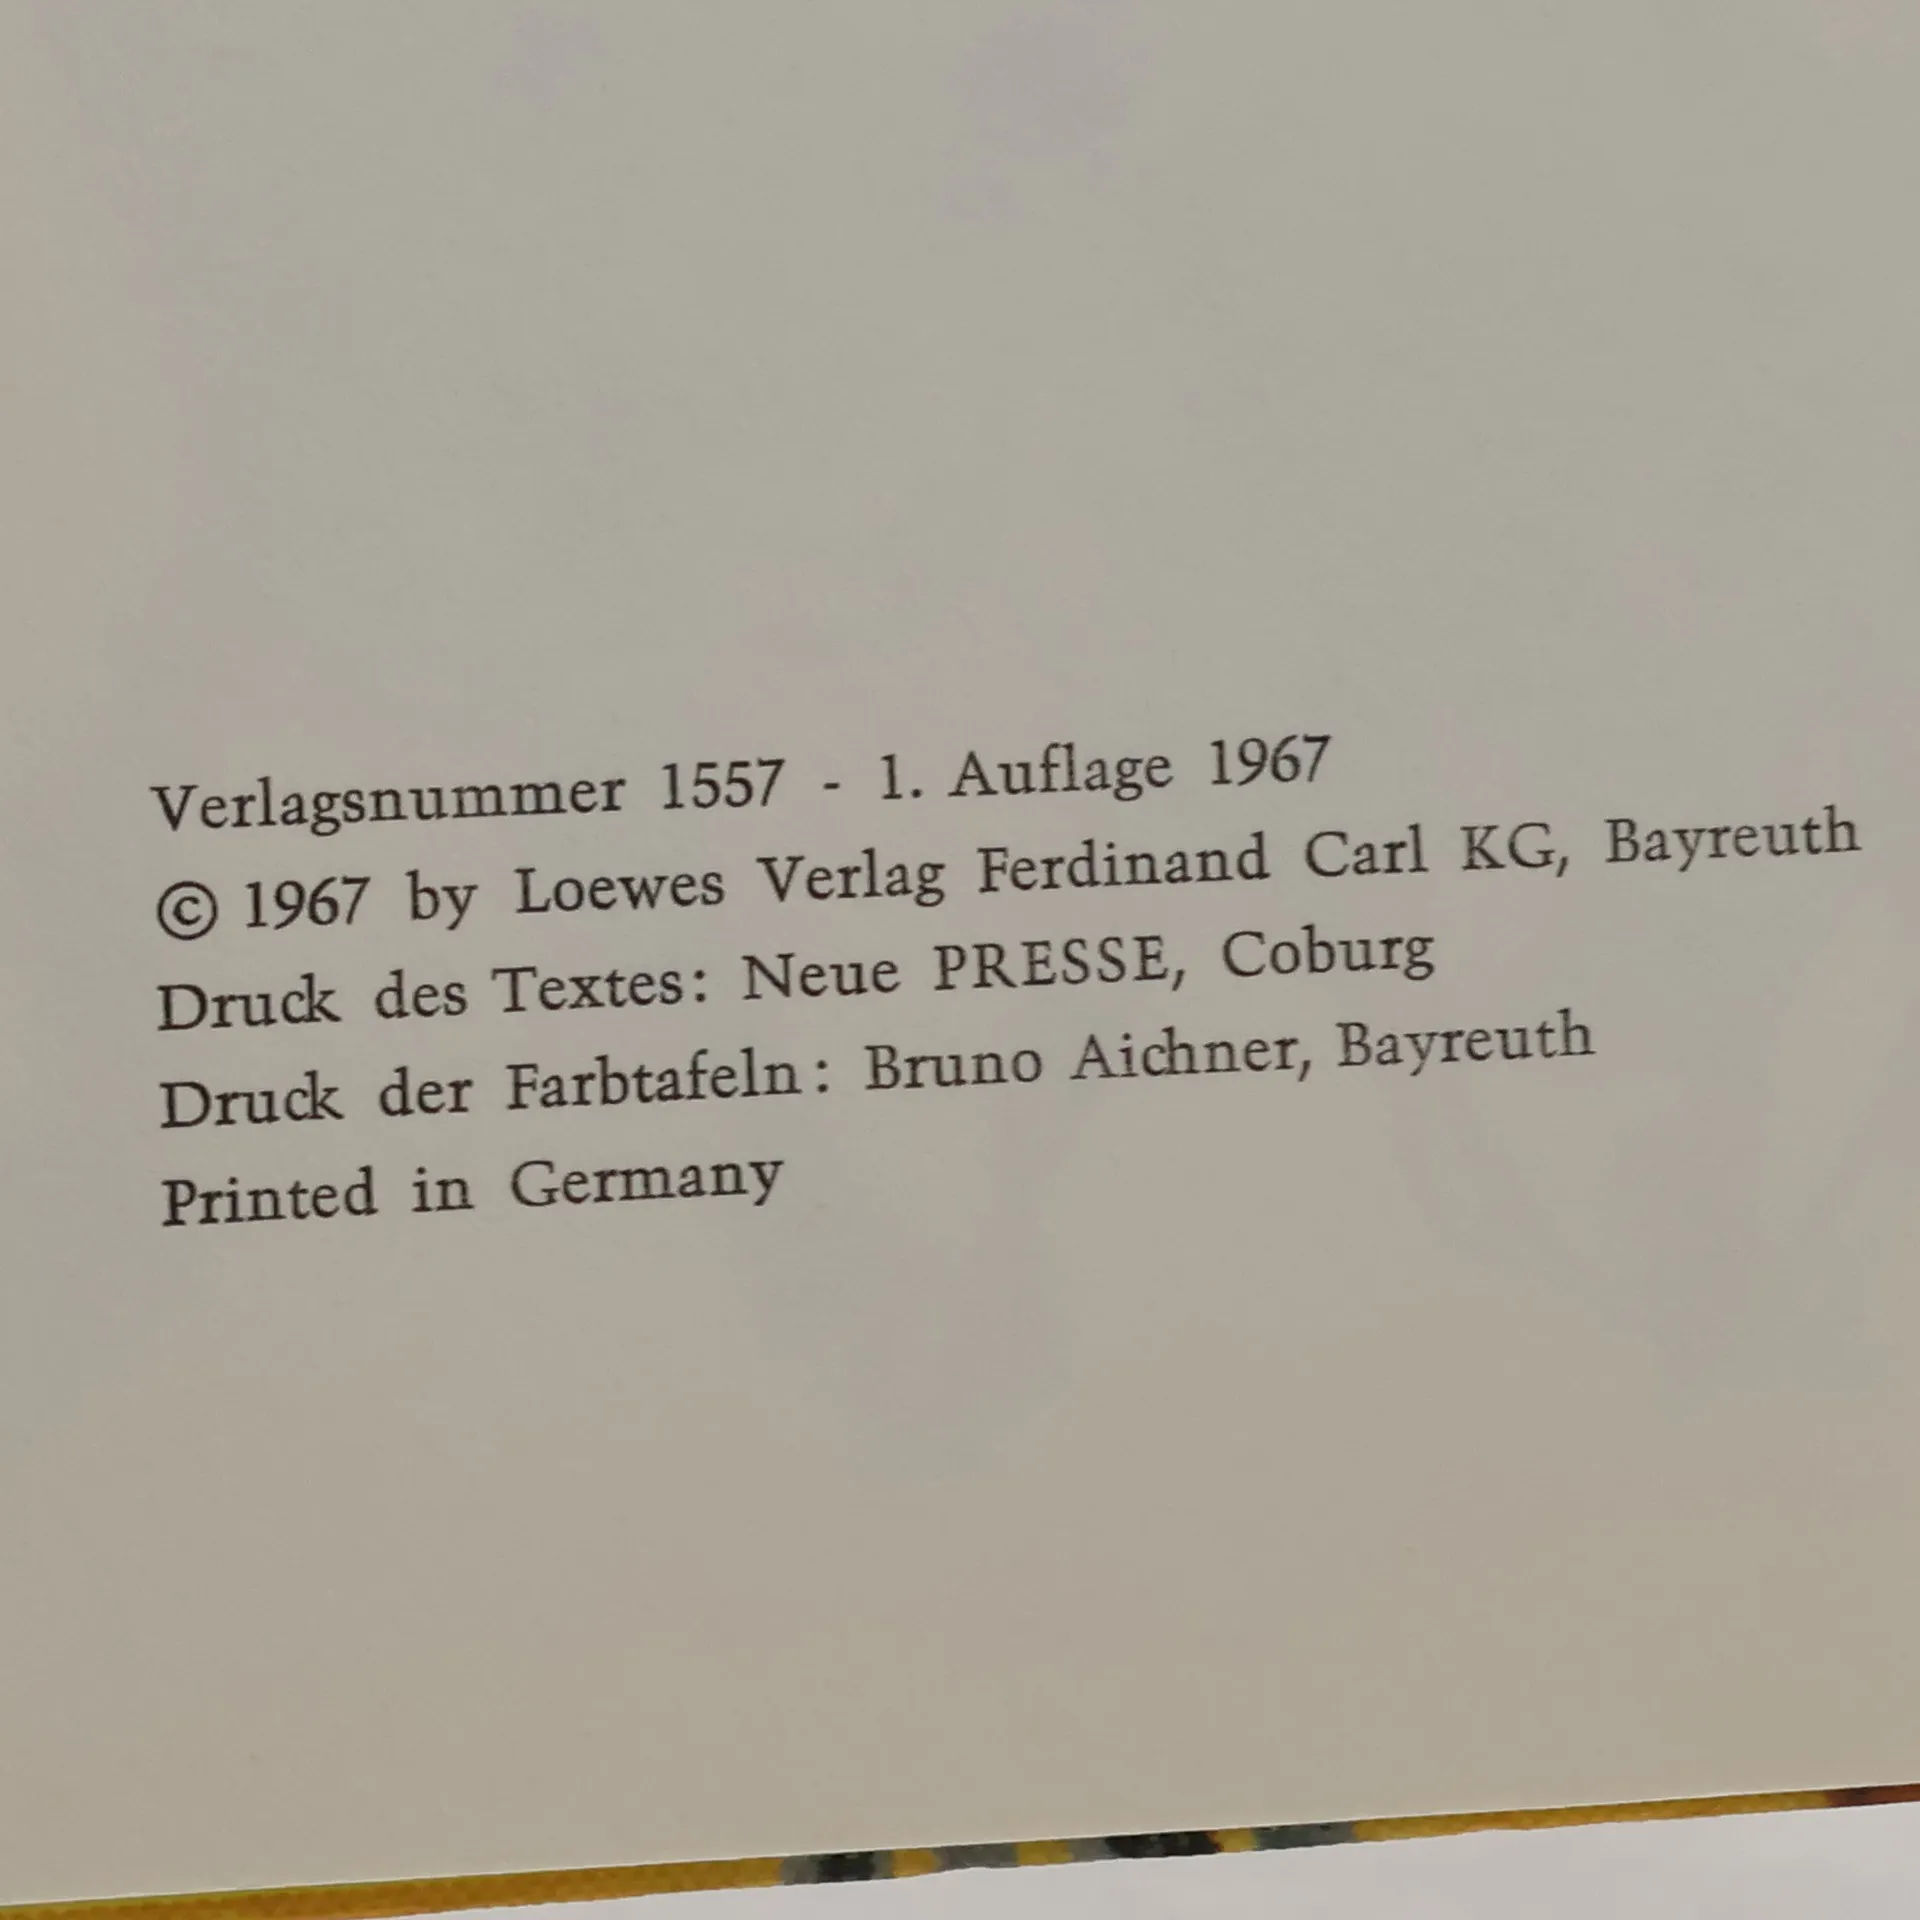 Verlagsnummer 1557 - 1. Auflage 1967
© 1967 by Loewes Verlag Ferdinand Carl KG, Bayreuth
Druck des Textes: Neue PRESSE, Coburg
Druck der Farbtafeln: Bruno Aichner, Bayreuth
Printed in Germany